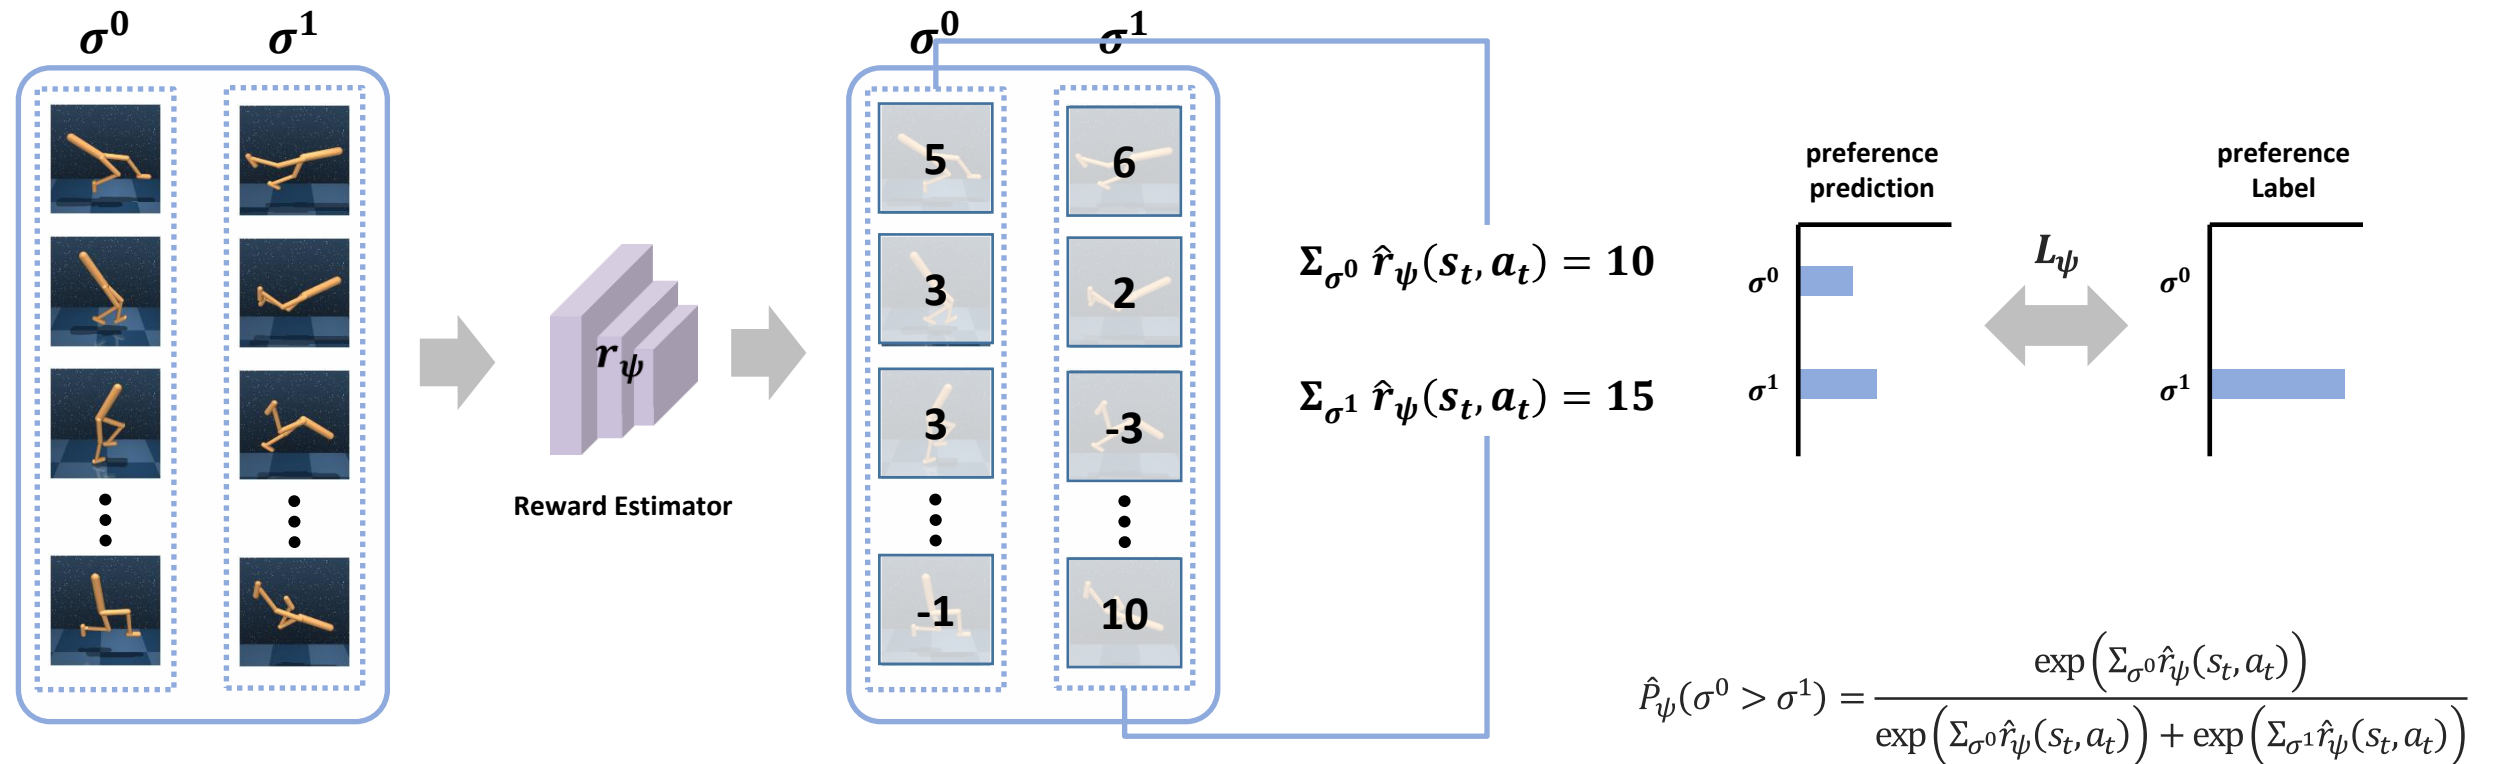 σ⁰ σ¹
r_ψ
Reward Estimator
σ⁰ σ¹
5 6
3 2
3 -3
-1 10
Σ_σ⁰ r̂_ψ(s_t, a_t) = 10
Σ_σ¹ r̂_ψ(s_t, a_t) = 15
preference
prediction
σ⁰
σ¹
L_ψ
preference
Label
σ⁰
σ¹
P̂_ψ(σ⁰ > σ¹) = exp(Σ_σ⁰ r̂_ψ(s_t, a_t)) / exp(Σ_σ⁰ r̂_ψ(s_t, a_t)) + exp(Σ_σ¹ r̂_ψ(s_t, a_t))